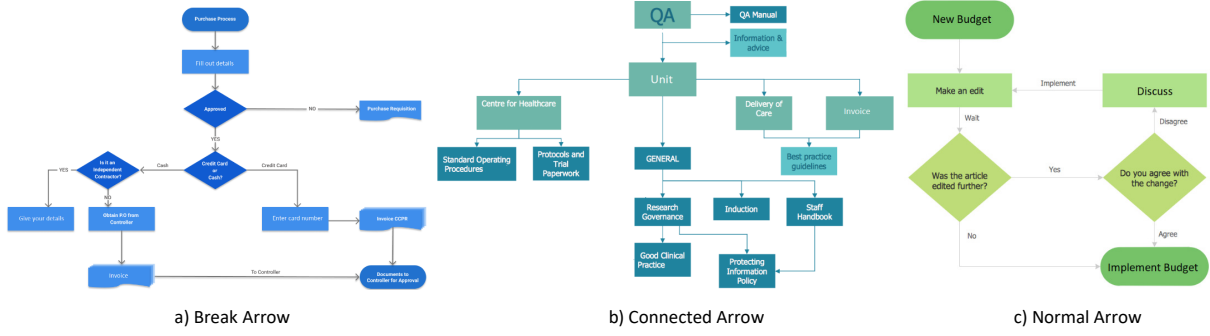 Purchase Process
Fill out details
Approved
NO
Purchase Requisition
YES
Is it an
Independent
Contractor?
Cash
Credit Card
or
Cash?
Credit Card
YES
NO
Give your details
Obtain P.O from
Controller
Enter card number
Invoice CCPR
Invoice
To Controller
Documents to
Controller for Approval
a) Break Arrow
QA
QA Manual
Information &
advice
Unit
Centre for Healthcare
Delivery of
Care
Invoice
Standard Operating
Procedures
Protocols and
Trial
Paperwork
GENERAL
Best practice
guidelines
Research
Governance
Induction
Staff
Handbook
Good Clinical
Practice
Protecting
Information
Policy
b) Connected Arrow
New Budget
Make an edit
Implement
Discuss
Wait
Disagree
Was the article
edited further?
Yes
Do you agree with
the change?
No
Agree
Implement Budget
c) Normal Arrow